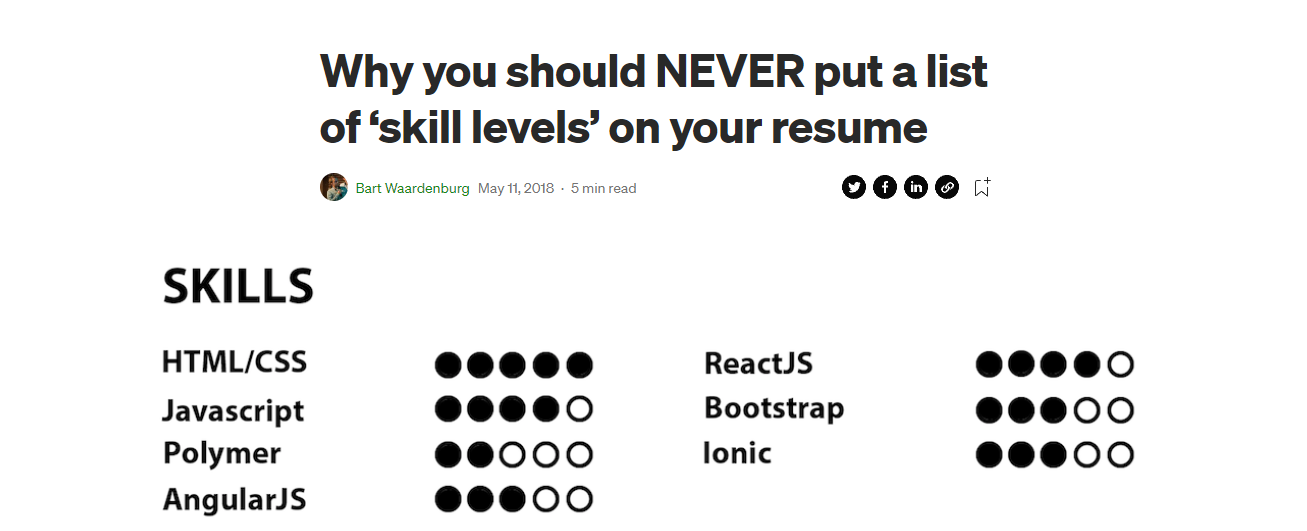 Why you should NEVER put a list
of ‘skill levels’ on your resume
Bart Waardenburg May 11, 2018 · 5 min read
SKILLS
HTML/CSS
Javascript
Polymer
AngularJS
ReactJS
Bootstrap
Ionic